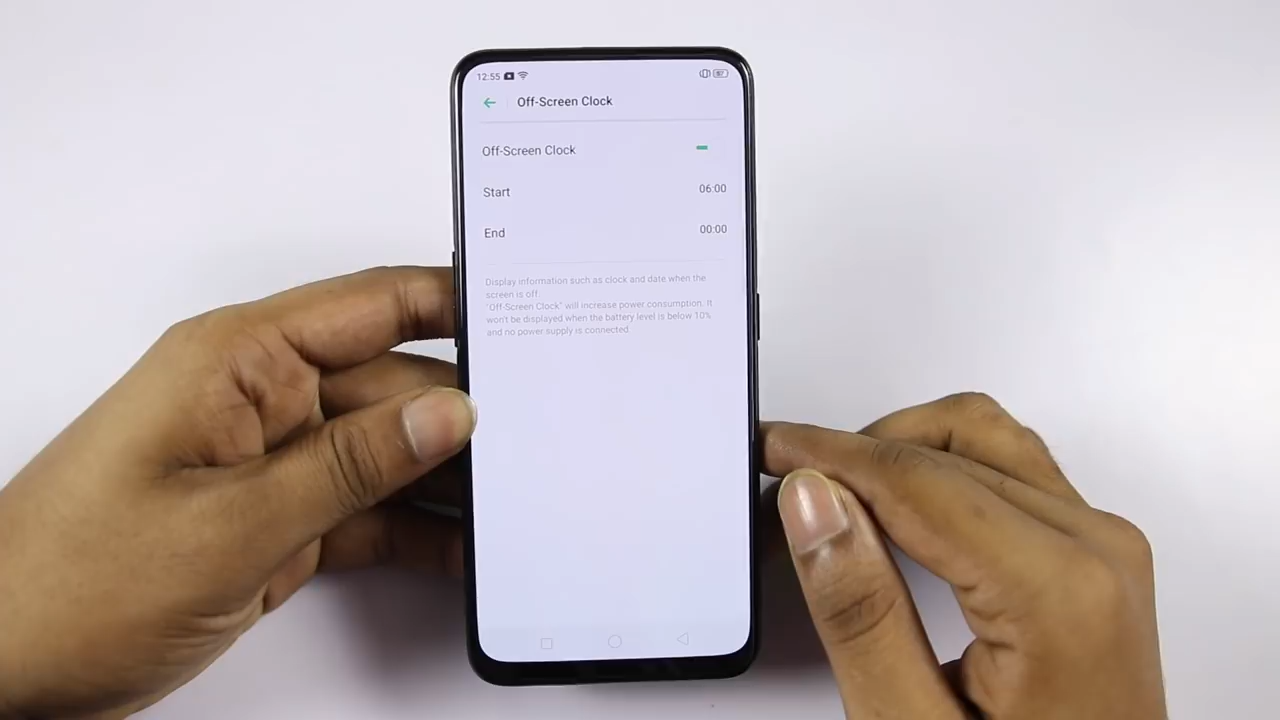 12:55
Off-Screen Clock
Off-Screen Clock
Start 06:00
End 00:00
Display information such as clock and date when the
screen is off.
"Off-Screen Clock" will increase power consumption. It
won't be displayed when the battery level is below 10%
and no power supply is connected